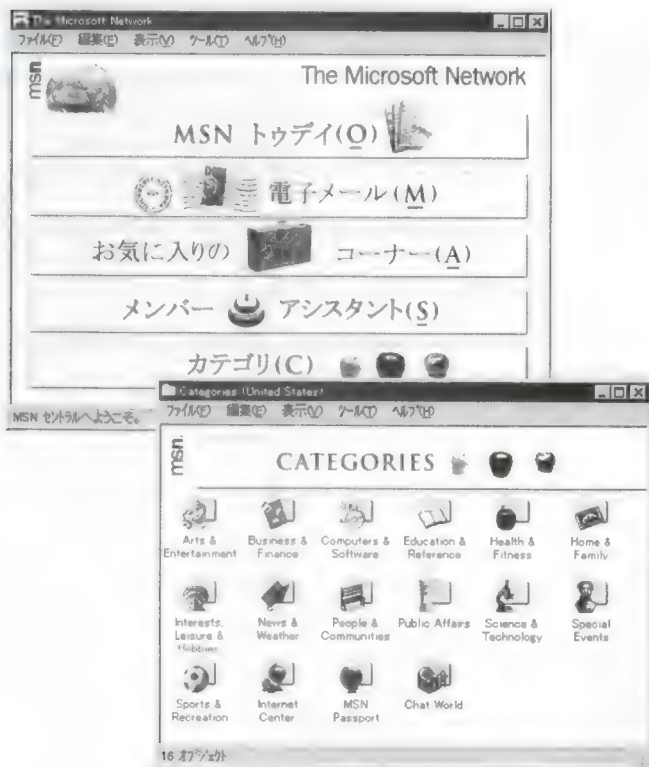 The Microsoft Network
ファイル(F) 編集(E) 表示(V) ツール(T) ヘルプ(H)
msn.
The Microsoft Network
MSN トゥデイ(O)
電子メール(M)
お気に入りの コーナー(A)
メンバー アシスタント(S)
カテゴリ(C)
MSN セントラルへようこそ。
Categories (United States)
ファイル(F) 編集(E) 表示(V) ツール(T) ヘルプ(H)
msn.
CATEGORIES
Arts &
Entertainment
Business &
Finance
Computers &
Software
Education &
Reference
Health &
Fitness
Home &
Family
Interests,
Leisure &
Hobbies
News &
Weather
People &
Communities
Public Affairs
Science &
Technology
Special
Events
Sports &
Recreation
Internet
Center
MSN
Passport
Chat World
16 オブジェクト